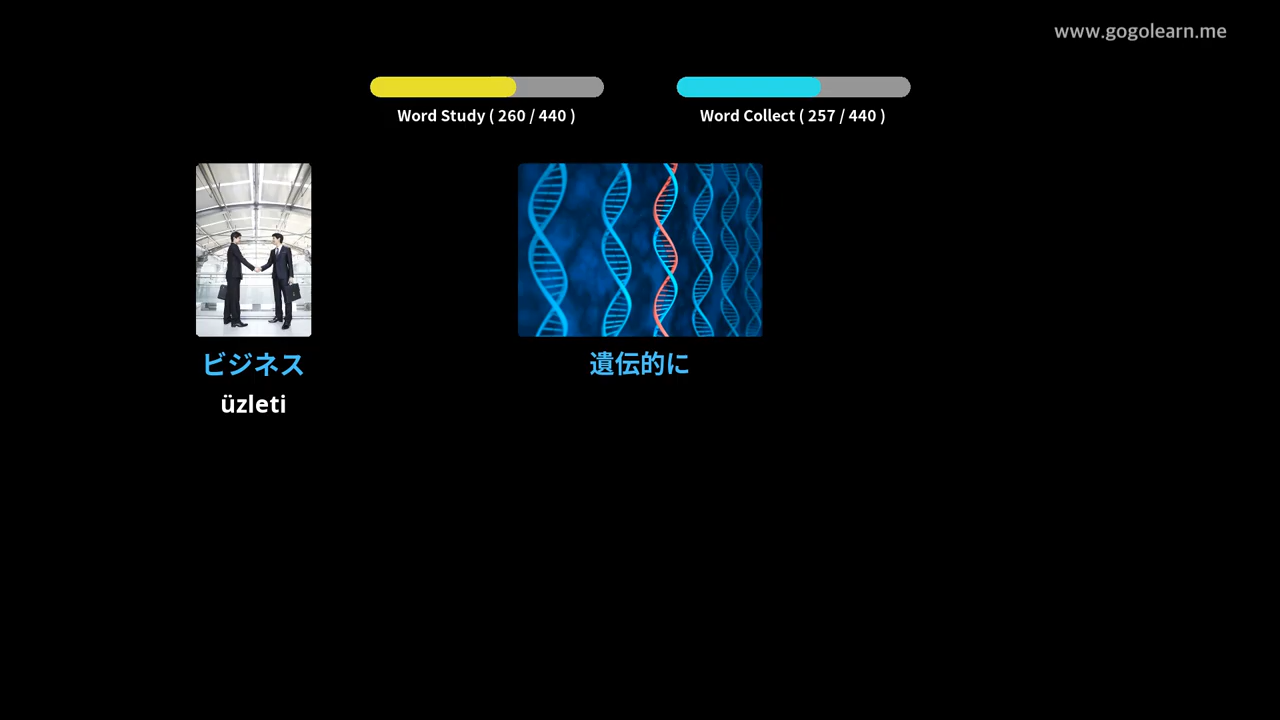 www.gogolearn.me
Word Study ( 260 / 440 )
Word Collect ( 257 / 440 )
ビジネス
üzleti
遺伝的に